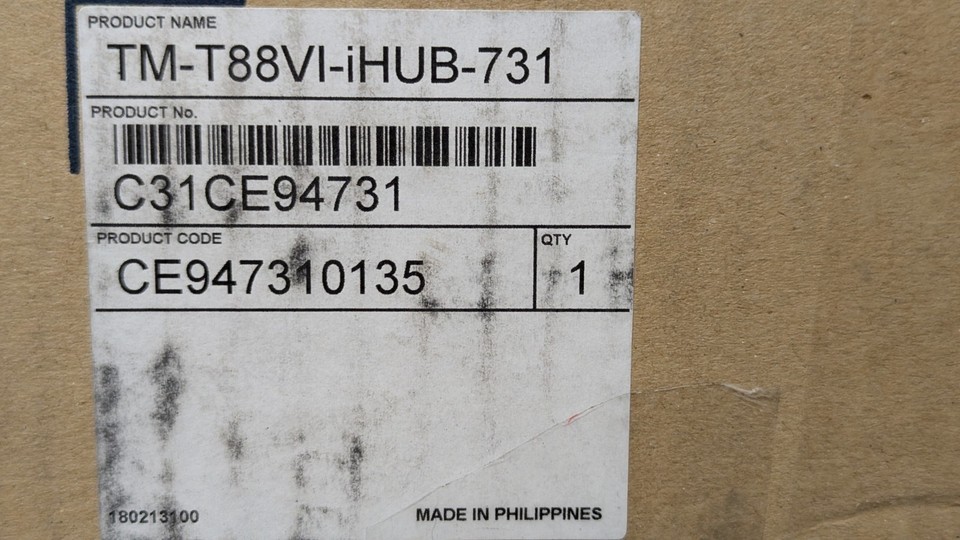 PRODUCT NAME
TM-T88VI-iHUB-731
PRODUCT No.
C31CE94731
PRODUCT CODE
CE947310135
QTY
1
180213100
MADE IN PHILIPPINES